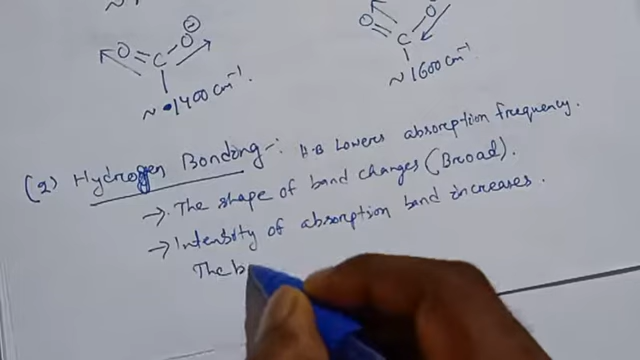 O = C - O ⊖
O = C - O
~ 1400 cm⁻¹.
~ 1600 cm⁻¹.
(2) Hydrogen Bonding -: H.B Lowers absorption frequency.
→ The shape of band changes (Broad).
→ Intensity of absorption band increases.
The b